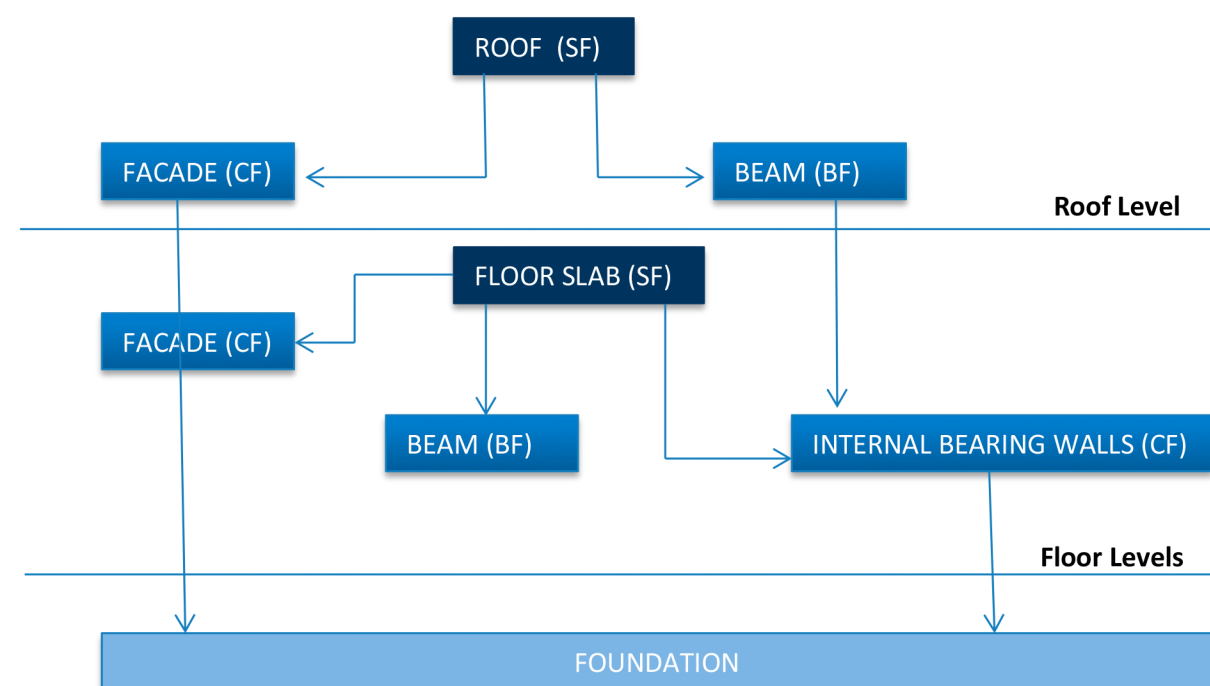 ROOF (SF)
FACADE (CF)
BEAM (BF)
Roof Level
FLOOR SLAB (SF)
FACADE (CF)
BEAM (BF)
INTERNAL BEARING WALLS (CF)
Floor Levels
FOUNDATION